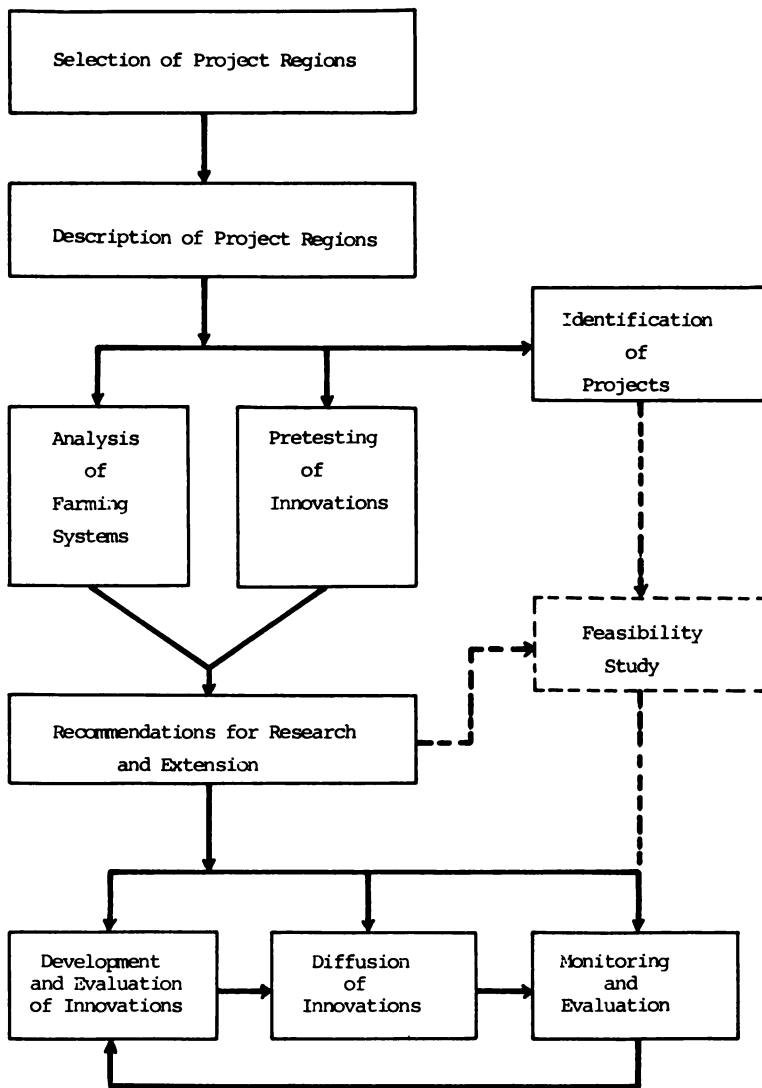 Selection of Project Regions
Description of Project Regions
Identification
of
Projects
Analysis
of
Farming
Systems
Pretesting
of
Innovations
Feasibility
Study
Recommendations for Research
and Extension
Development
and Evaluation
of Innovations
Diffusion
of
Innovations
Monitoring
and
Evaluation